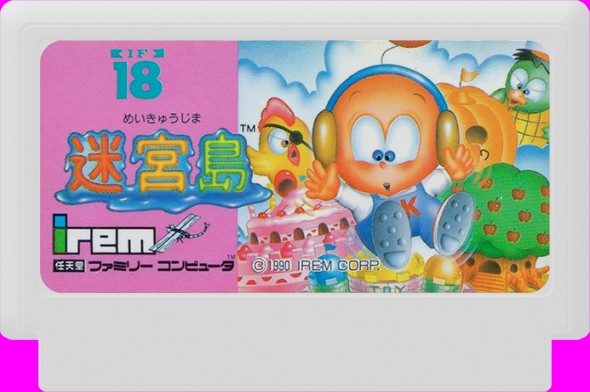 IF
18
めいきゅうじま
迷宮島™
irem™
任天堂 ファミリー コンピュータ
K
© 1990 IREM CORP.
TOY